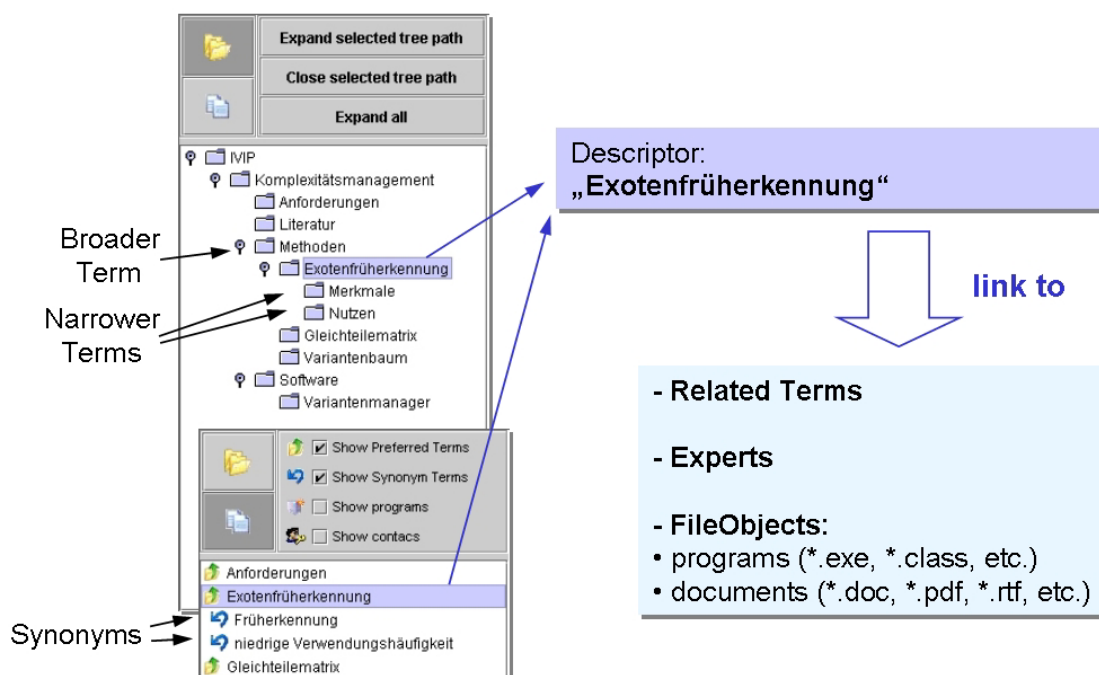 Expand selected tree path
Close selected tree path
Expand all
IVIP
Komplexitätsmanagement
Anforderungen
Literatur
Methoden
Exotenfrüherkennung
Merkmale
Nutzen
Gleichteilematrix
Variantenbaum
Software
Variantenmanager
Broader
Term
Narrower
Terms
Show Preferred Terms
Show Synonym Terms
Show programs
Show contacs
Anforderungen
Exotenfrüherkennung
Früherkennung
niedrige Verwendungshäufigkeit
Gleichteilematrix
Synonyms
Descriptor:
„Exotenfrüherkennung“
link to
- Related Terms
- Experts
- FileObjects:
• programs (*.exe, *.class, etc.)
• documents (*.doc, *.pdf, *.rtf, etc.)